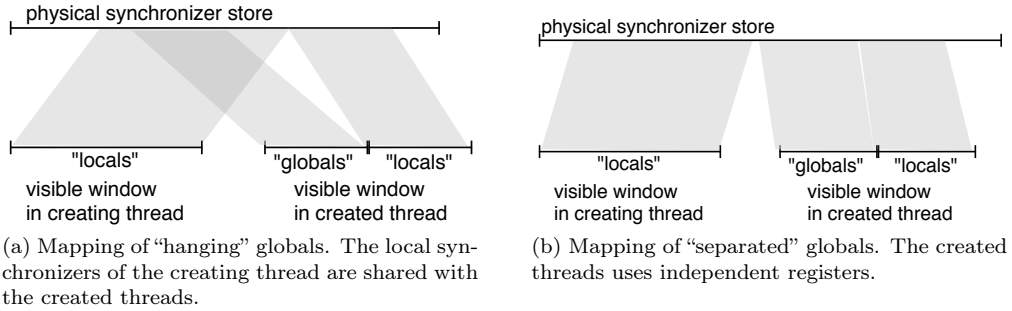 physical synchronizer store
"locals"
"globals"
"locals"
visible window
in creating thread
visible window
in created thread
(a) Mapping of “hanging” globals. The local syn-
chronizers of the creating thread are shared with
the created threads.
physical synchronizer store
"locals"
"globals"
"locals"
visible window
in creating thread
visible window
in created thread
(b) Mapping of “separated” globals. The created
threads uses independent registers.